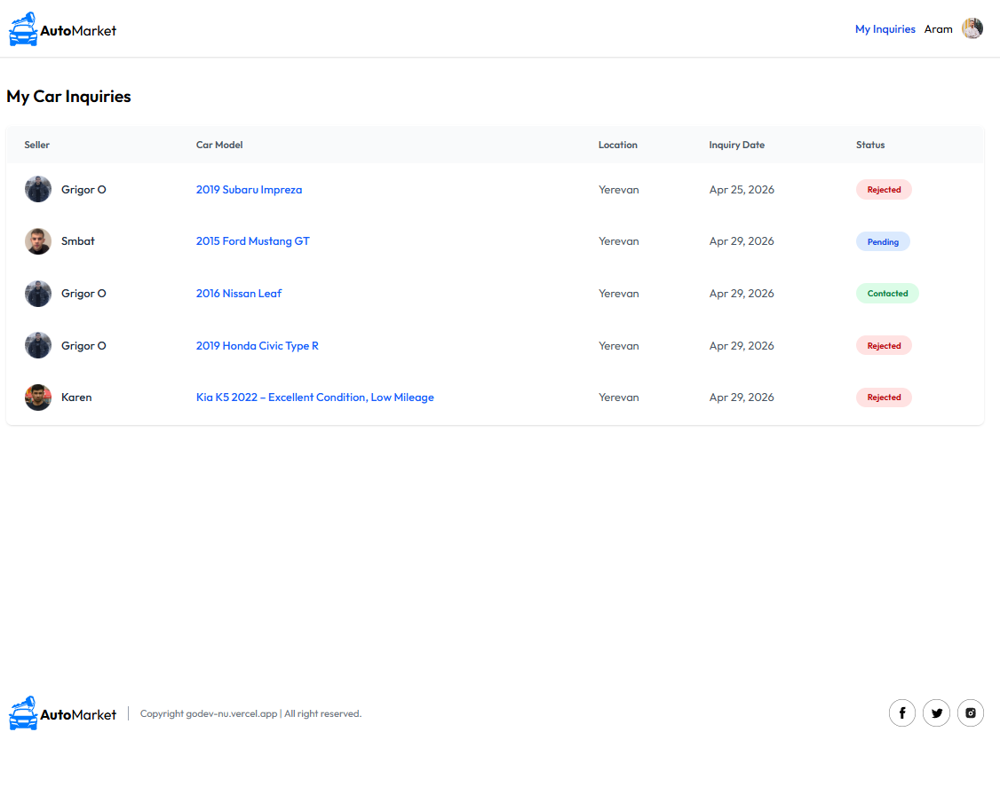 AutoMarket
My Inquiries Aram
My Car Inquiries
Seller Car Model Location Inquiry Date Status
Grigor O 2019 Subaru Impreza Yerevan Apr 25, 2026 Rejected
Smbat 2015 Ford Mustang GT Yerevan Apr 29, 2026 Pending
Grigor O 2016 Nissan Leaf Yerevan Apr 29, 2026 Contacted
Grigor O 2019 Honda Civic Type R Yerevan Apr 29, 2026 Rejected
Karen Kia K5 2022 – Excellent Condition, Low Mileage Yerevan Apr 29, 2026 Rejected
AutoMarket Copyright godev-nu.vercel.app | All right reserved.